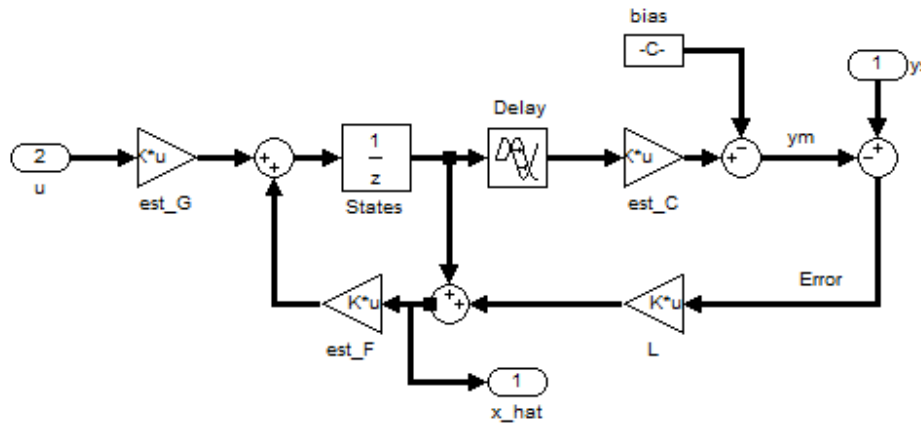 bias
-C-
1
ys
Delay
2
u
K*u
est_G
+
+
1
z
States
K*u
est_C
+
−
ym
−
+
Error
K*u
est_F
+
+
K*u
L
1
x_hat